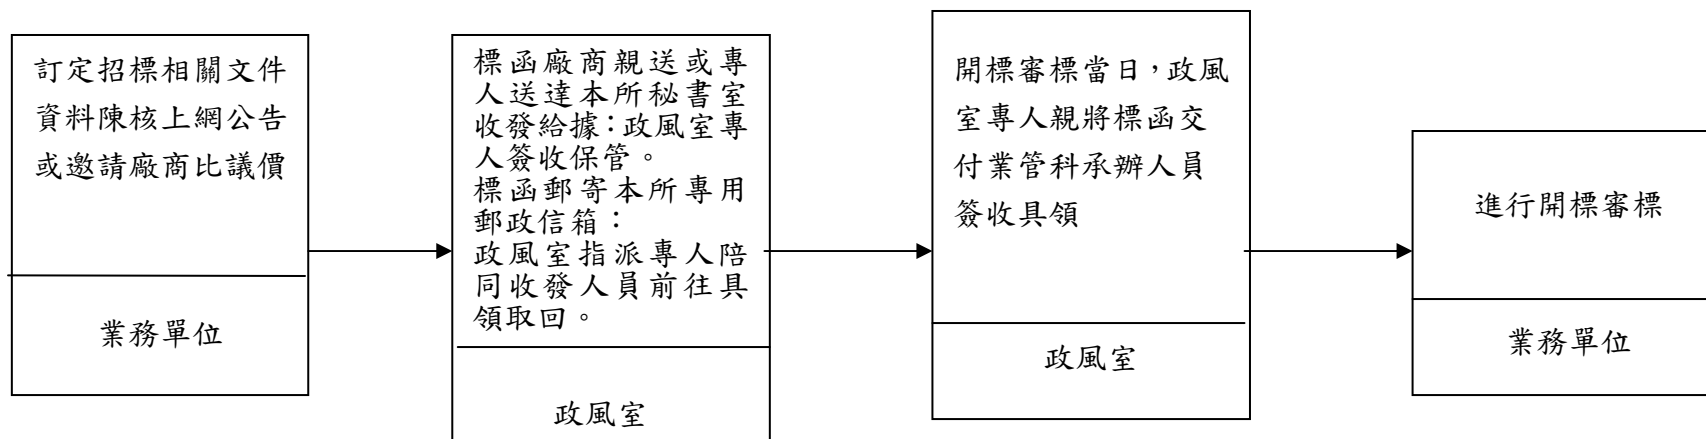 訂定招標相關文件
資料陳核上網公告
或邀請廠商比議價
業務單位
標函廠商親送或專
人送達本所秘書室
收發給據：政風室專
人簽收保管。
標函郵寄本所專用
郵政信箱：
政風室指派專人陪
同收發人員前往具
領取回。
政風室
開標審標當日，政風
室專人親將標函交
付業管科承辦人員
簽收具領
政風室
進行開標審標
業務單位